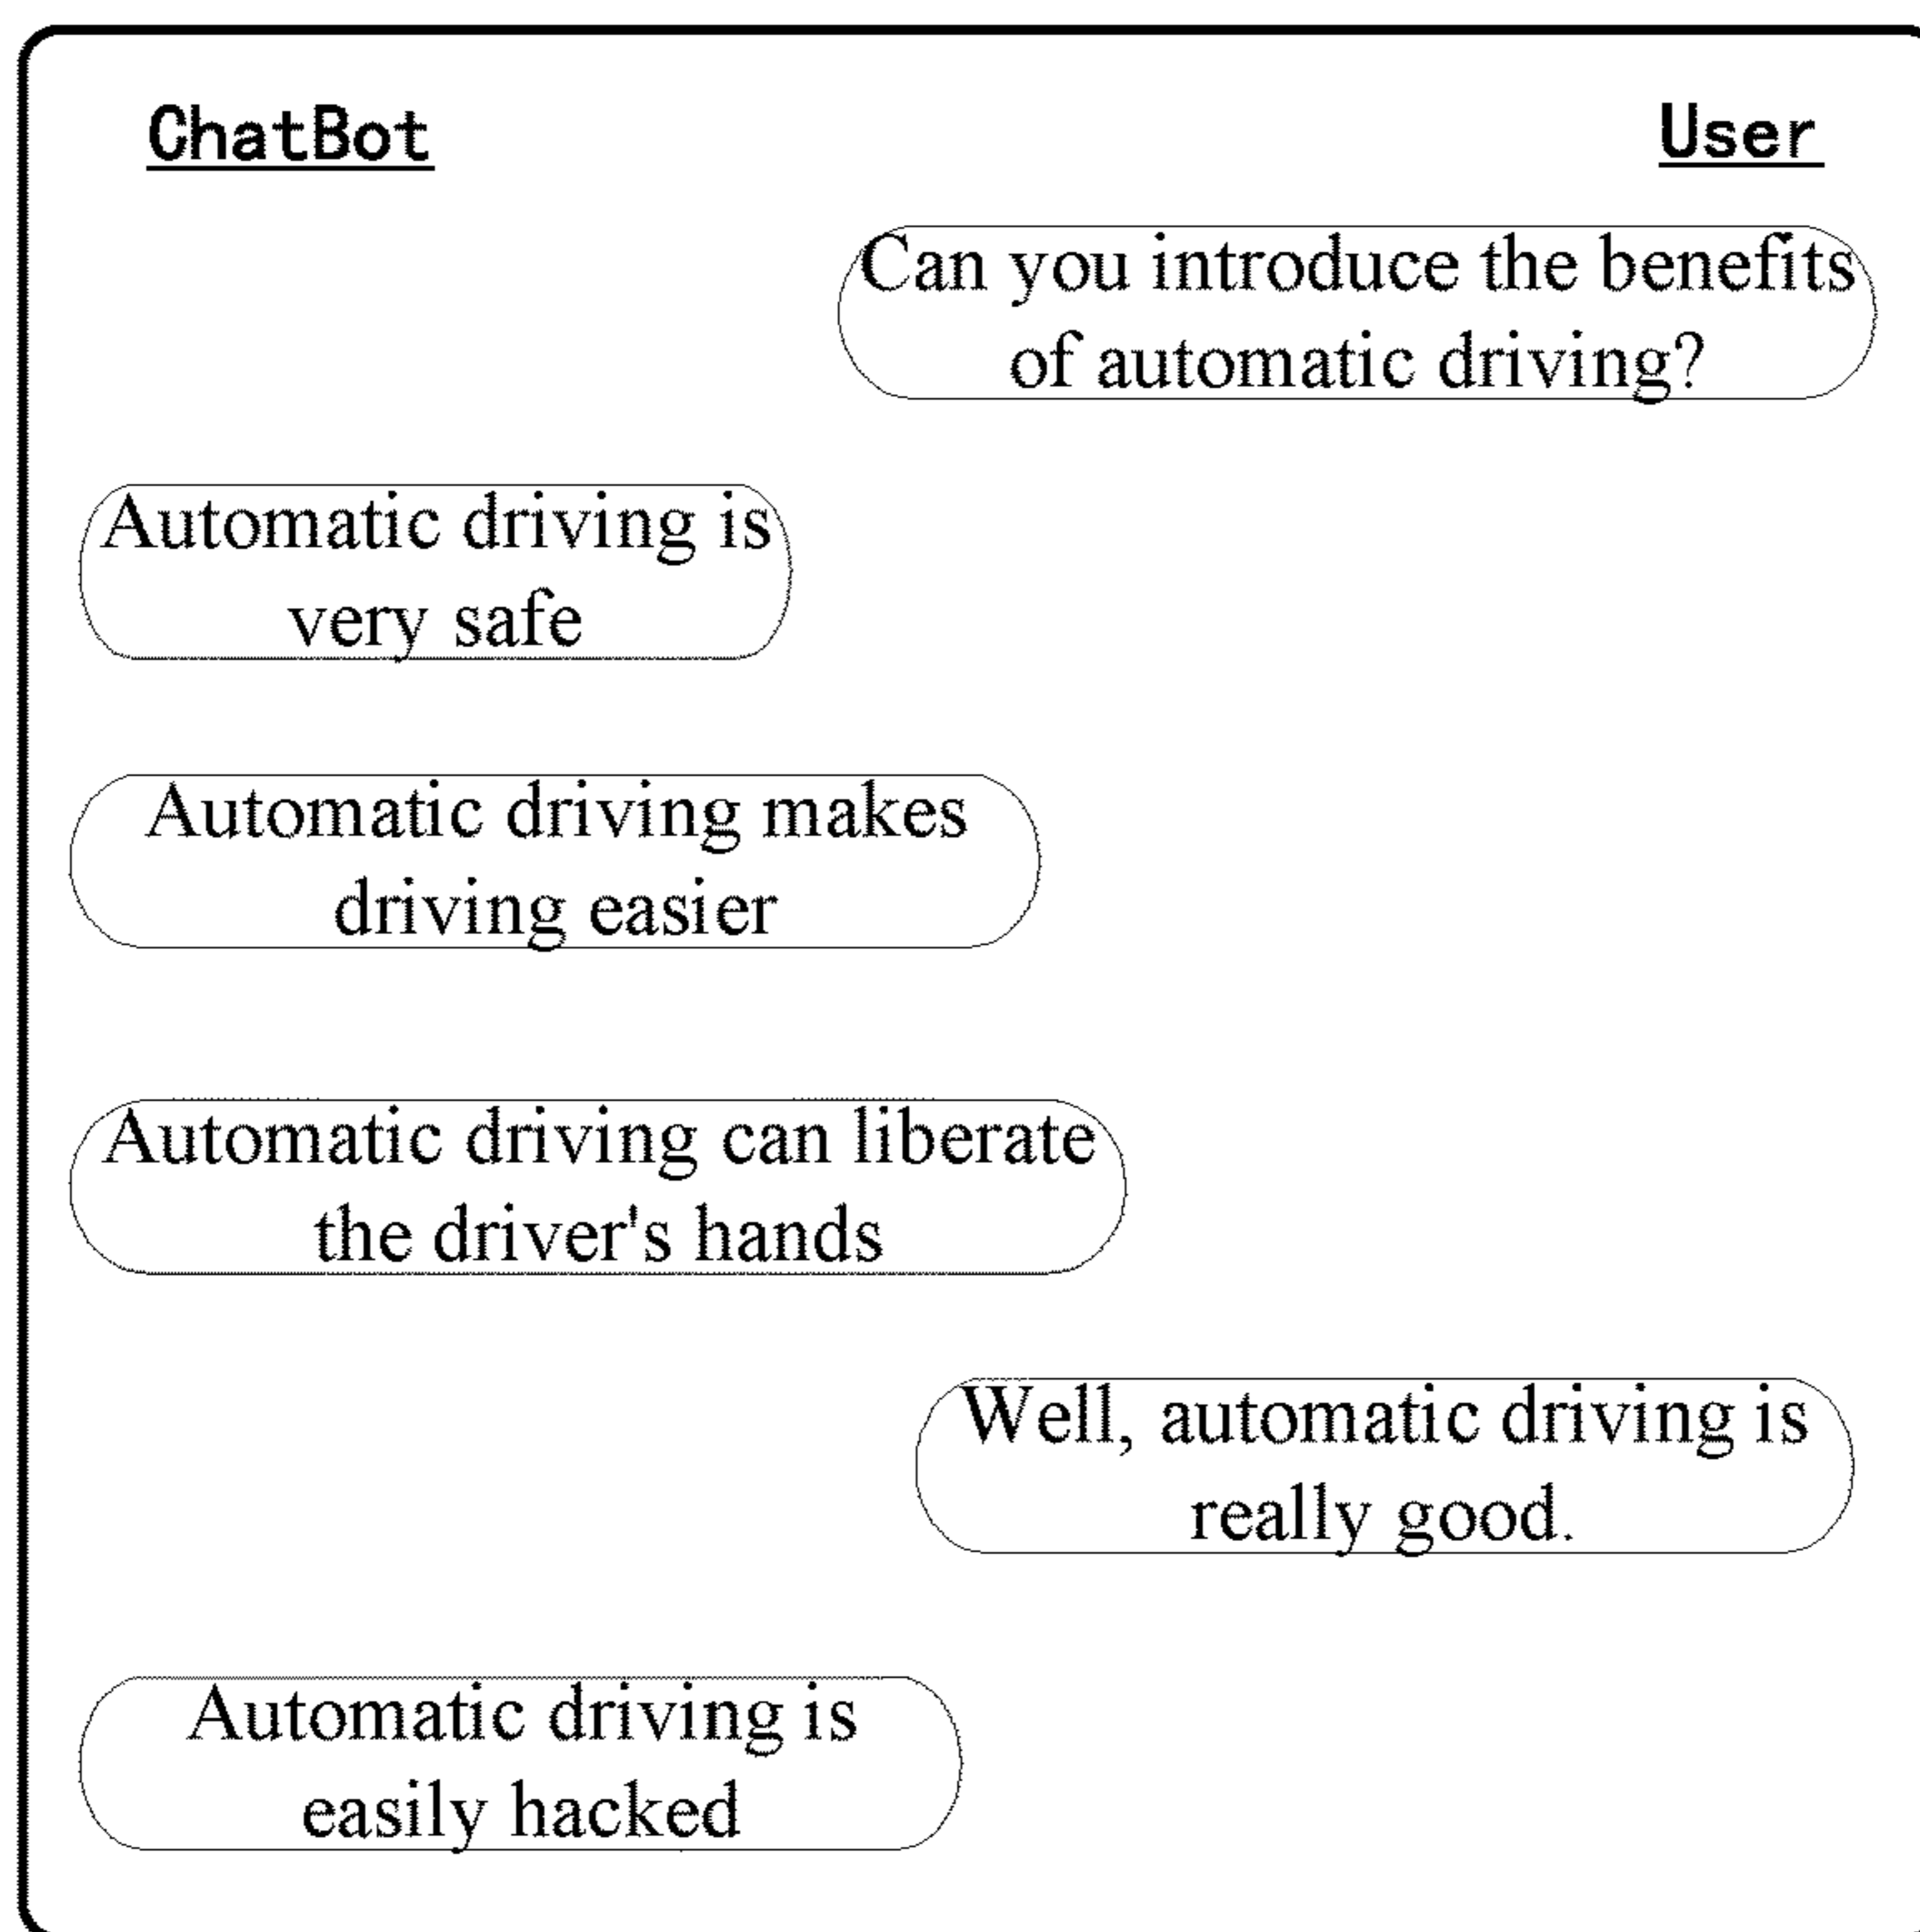 ChatBot
User
Can you introduce the benefits
of automatic driving?
Automatic driving is
very safe
Automatic driving makes
driving easier
Automatic driving can liberate
the driver's hands
Well, automatic driving is
really good.
Automatic driving is
easily hacked